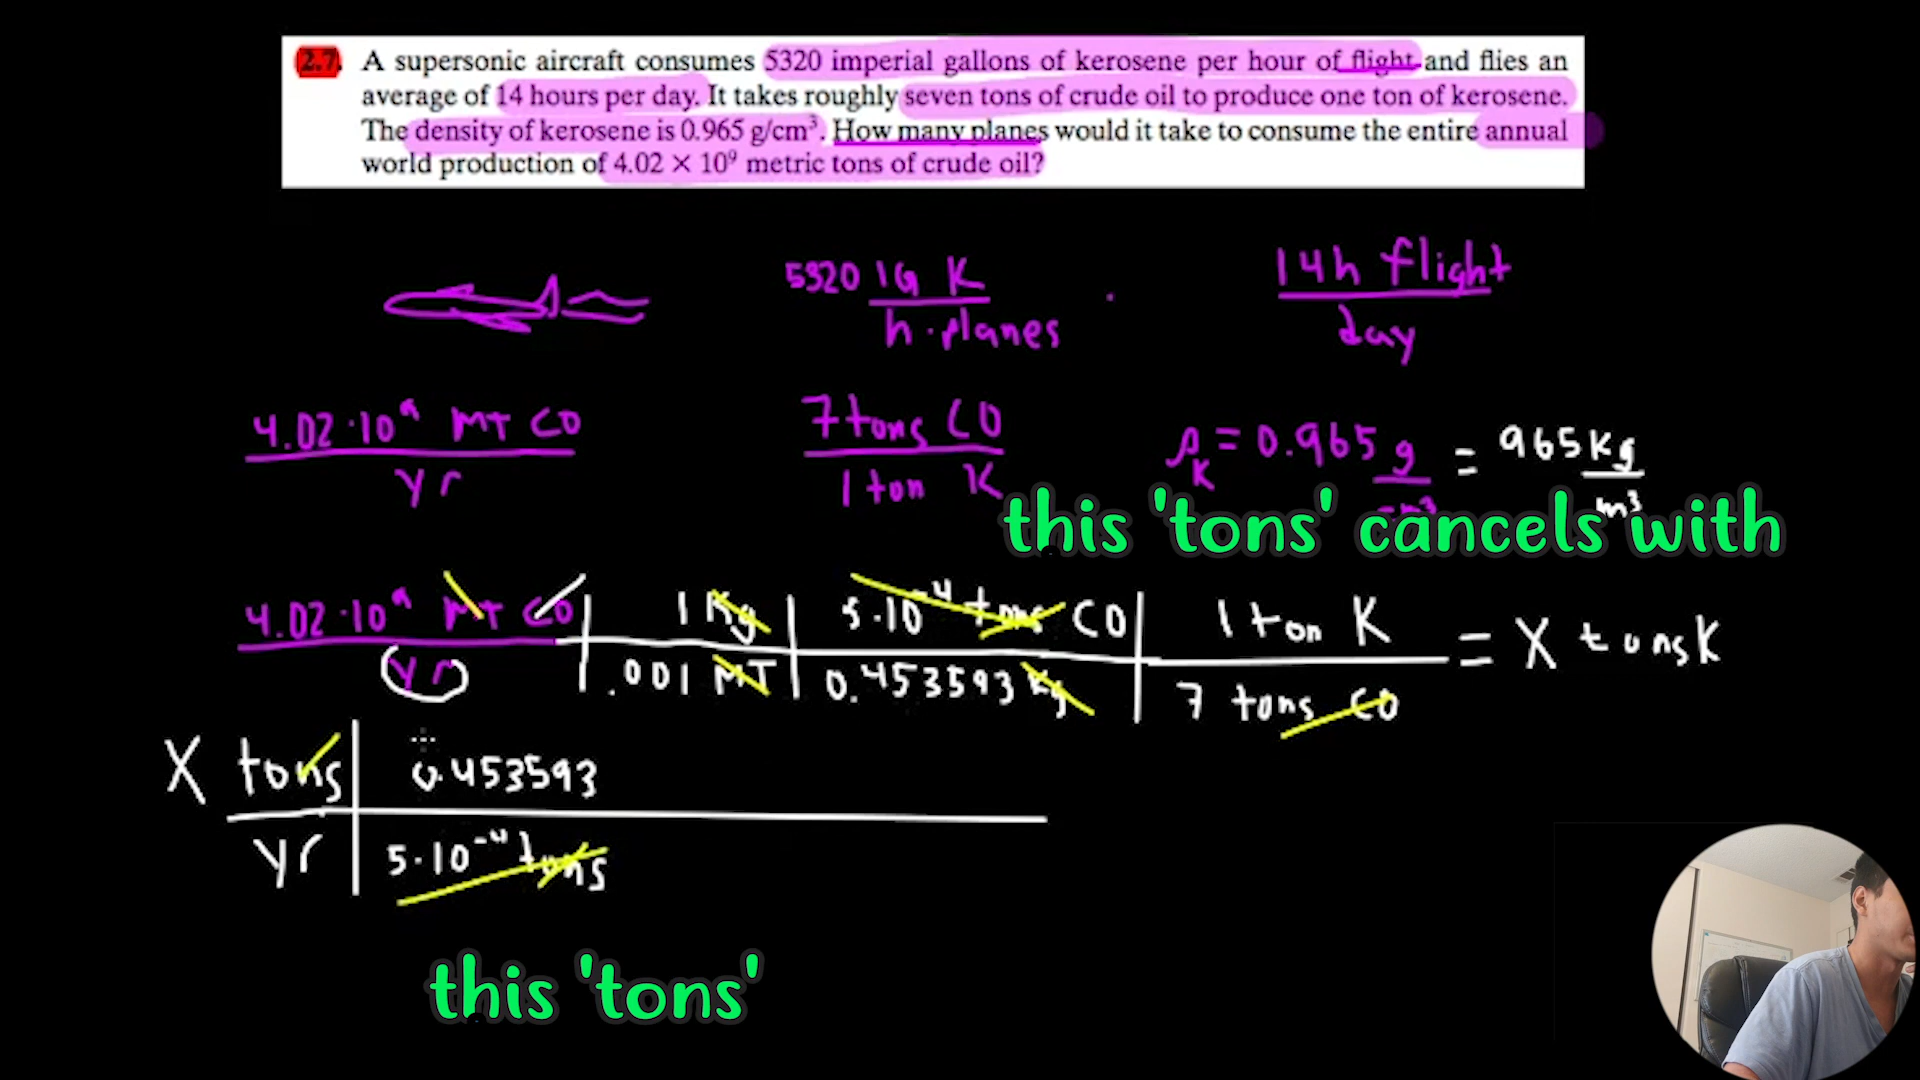 2.7. A supersonic aircraft consumes 5320 imperial gallons of kerosene per hour of flight and flies an
average of 14 hours per day. It takes roughly seven tons of crude oil to produce one ton of kerosene.
The density of kerosene is 0.965 g/cm³. How many planes would it take to consume the entire annual
world production of 4.02 × 10⁹ metric tons of crude oil?
5320 IG K / h · planes · 14h flight / day
4.02·10⁹ MT CO / yr
7 tons CO / 1 ton K
ρK = 0.965 g / cm³ = 965 kg / m³
this 'tons' cancels with
4.02·10⁹ MT CO | 1 Kg | 5·10⁻⁴ tons CO | 1 ton K = X tons K
yr | .001 MT | 0.453593 kg | 7 tons CO
X tons | 0.453593
yr | 5·10⁻⁴ tons
this 'tons'